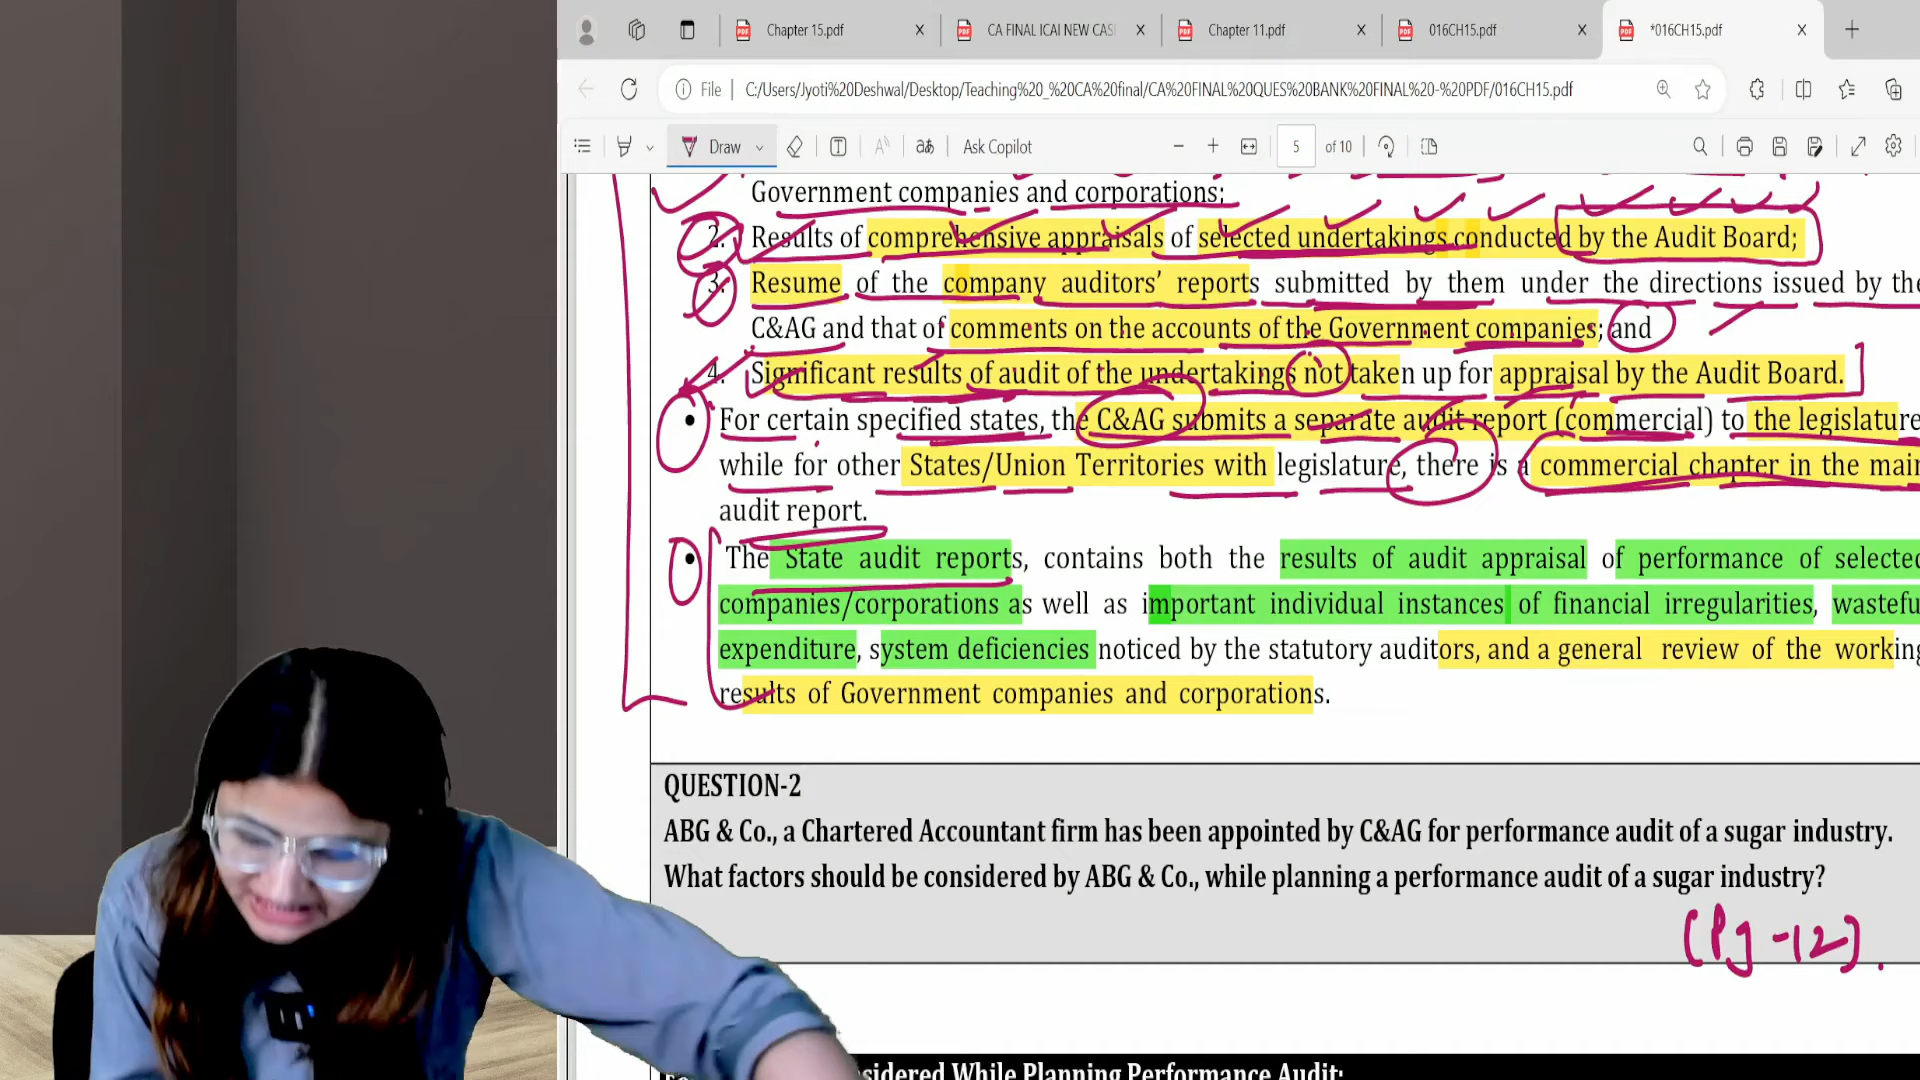 Chapter 15.pdf
CA FINAL ICAI NEW CAS
Chapter 11.pdf
016CH15.pdf
*016CH15.pdf
File
C:/Users/Jyoti%20Deshwal/Desktop/Teaching%20_%20CA%20final/CA%20FINAL%20QUES%20BANK%20FINAL%20-%20PDF/016CH15.pdf
Draw
Ask Copilot
5 of 10
Government companies and corporations;
2. Results of comprehensive appraisals of selected undertakings conducted by the Audit Board;
3. Resume of the company auditors' reports submitted by them under the directions issued by the
C&AG and that of comments on the accounts of the Government companies; and
4. Significant results of audit of the undertakings not taken up for appraisal by the Audit Board.
• For certain specified states, the C&AG submits a separate audit report (commercial) to the legislature
while for other States/Union Territories with legislature, there is a commercial chapter in the main
audit report.
• The State audit reports, contains both the results of audit appraisal of performance of selected
companies/corporations as well as important individual instances of financial irregularities, wastefu
expenditure, system deficiencies noticed by the statutory auditors, and a general review of the working
results of Government companies and corporations.
QUESTION-2
ABG & Co., a Chartered Accountant firm has been appointed by C&AG for performance audit of a sugar industry.
What factors should be considered by ABG & Co., while planning a performance audit of a sugar industry?
[Pg -12].
sidered While Planning Performance Audit: